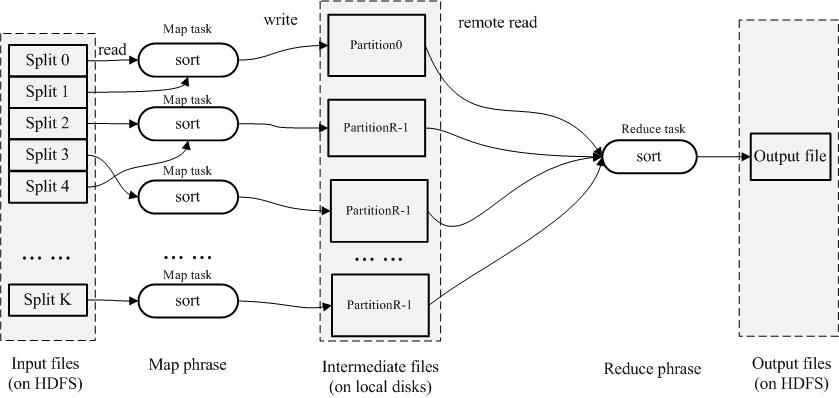 Map task
write
remote read
Split 0
read
sort
Partition0
Split 1
Map task
Split 2
sort
PartitionR-1
Reduce task
Split 3
sort
Output file
Map task
Split 4
sort
PartitionR-1
... ...
... ...
... ...
Map task
Split K
sort
PartitionR-1
Input files
(on HDFS)
Map phrase
Intermediate files
(on local disks)
Reduce phrase
Output files
(on HDFS)